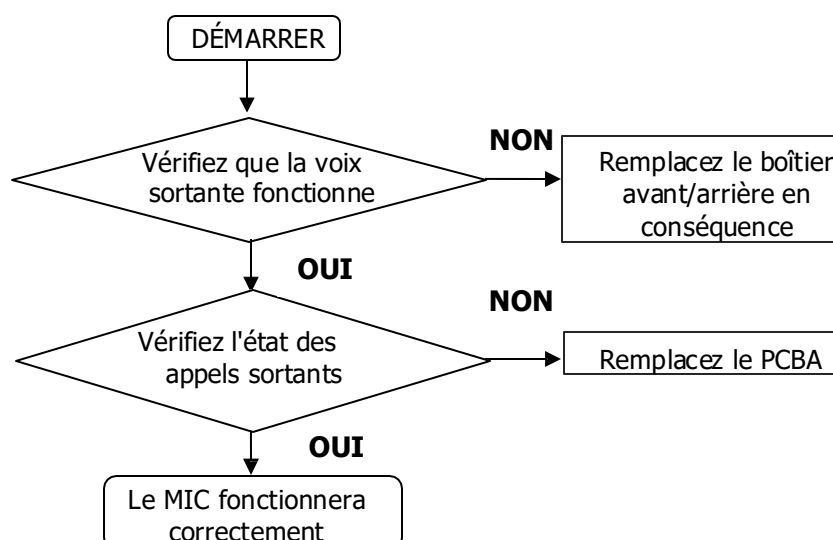 DÉMARRER
Vérifiez que la voix
sortante fonctionne
NON
Remplacez le boîtier
avant/arrière en
conséquence
OUI
Vérifiez l'état des
appels sortants
NON
Remplacez le PCBA
OUI
Le MIC fonctionnera
correctement